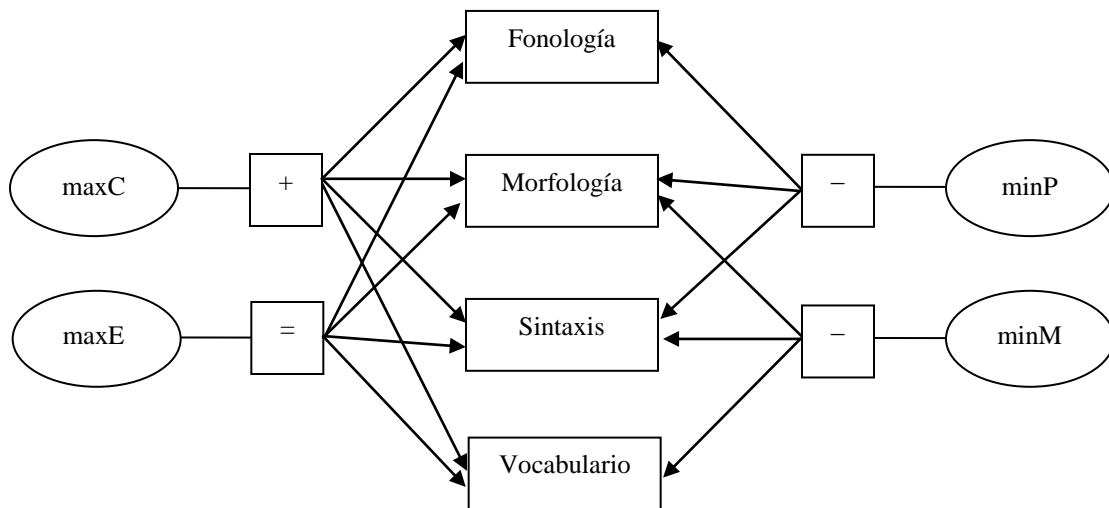 Fonología
maxC
+
Morfología
−
minP
maxE
=
Sintaxis
−
minM
Vocabulario